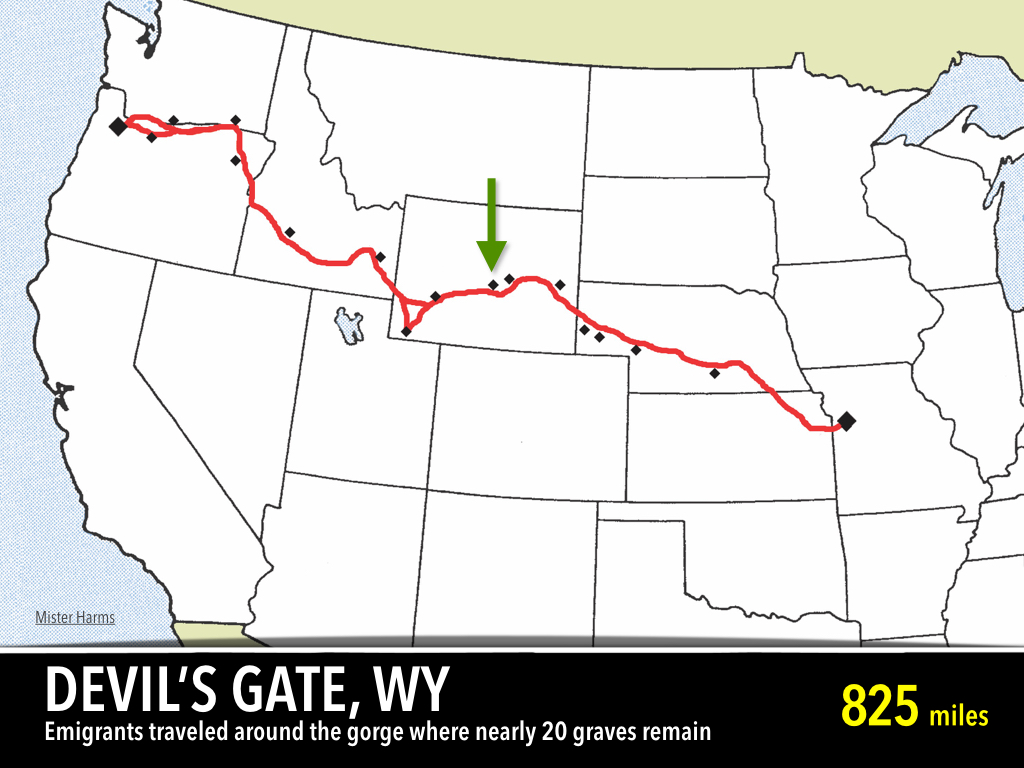 Mister Harms
DEVIL'S GATE, WY
Emigrants traveled around the gorge where nearly 20 graves remain
825 miles